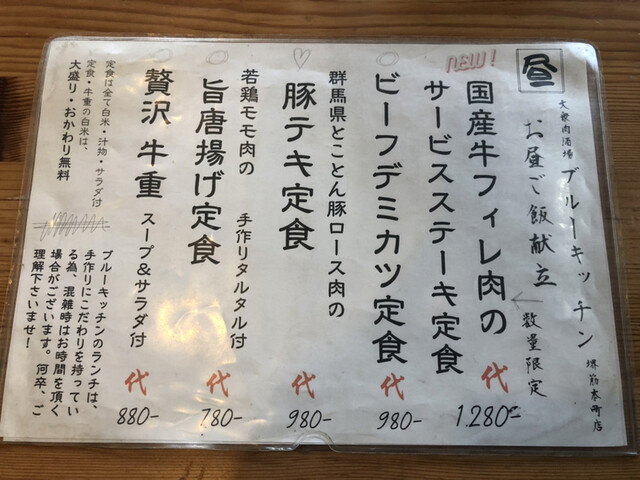 昼
大衆肉酒場 ブルーキッチン 堺筋本町店
お昼ご飯献立 ← 数量限定
NEW!
国産牛フィレ肉の
サービスステーキ定食 代 1.280-
ビーフデミカツ定食 代 980-
群馬県とことん豚ロース肉の
豚テキ定食 代 980-
若鶏モモ肉の 手作りタルタル付
旨唐揚げ定食 代 780-
贅沢 牛重 スープ&サラダ付 代 880-
定食は全て白米・汁物・サラダ付
定食・牛重の白米は、
大盛り・おかわり無料
ブルーキッチンのランチは、
手作りにこだわりを持ってい
る為、混雑時はお時間を頂く
場合がございます。何卒、ご
理解下さいませ!